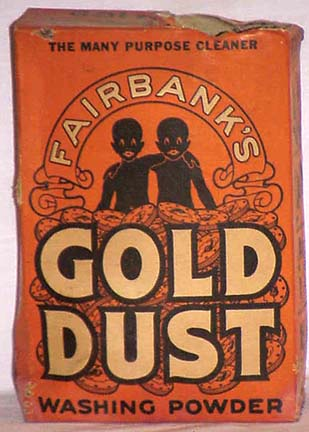 THE MANY PURPOSE CLEANER
FAIRBANK'S
GOLD
DUST
WASHING POWDER